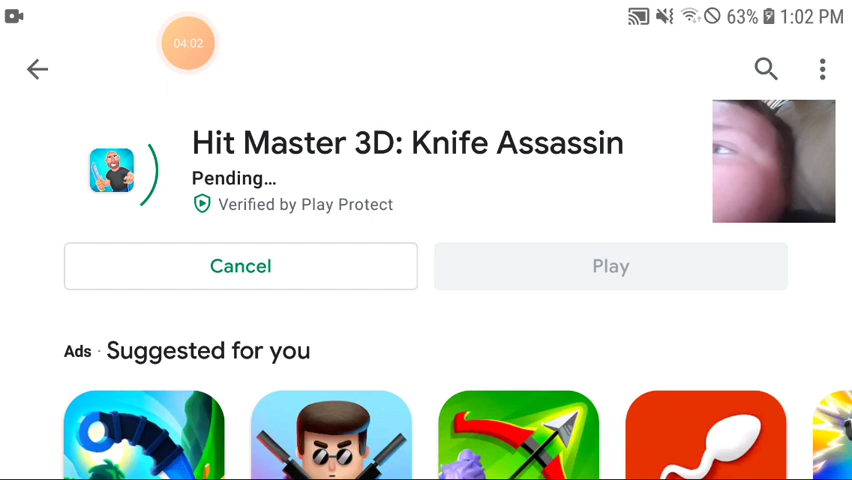 63% 1:02 PM
04:02
Hit Master 3D: Knife Assassin
Pending...
Verified by Play Protect
Cancel
Play
Ads · Suggested for you